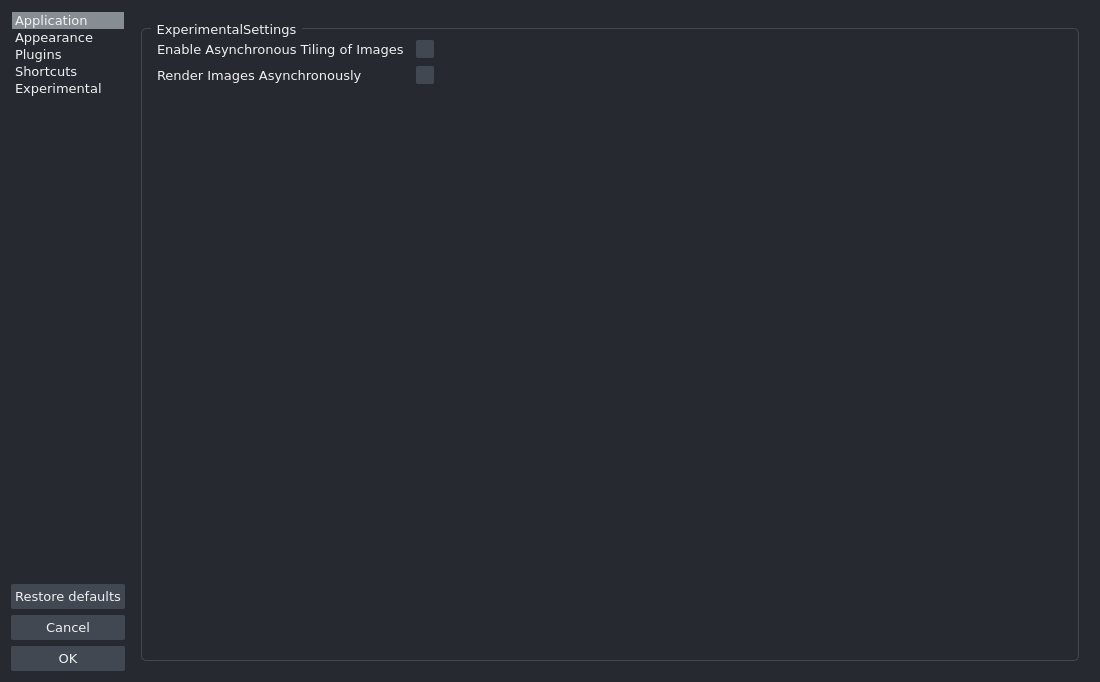 Application
Appearance
Plugins
Shortcuts
Experimental
ExperimentalSettings
Enable Asynchronous Tiling of Images
Render Images Asynchronously
Restore defaults
Cancel
OK